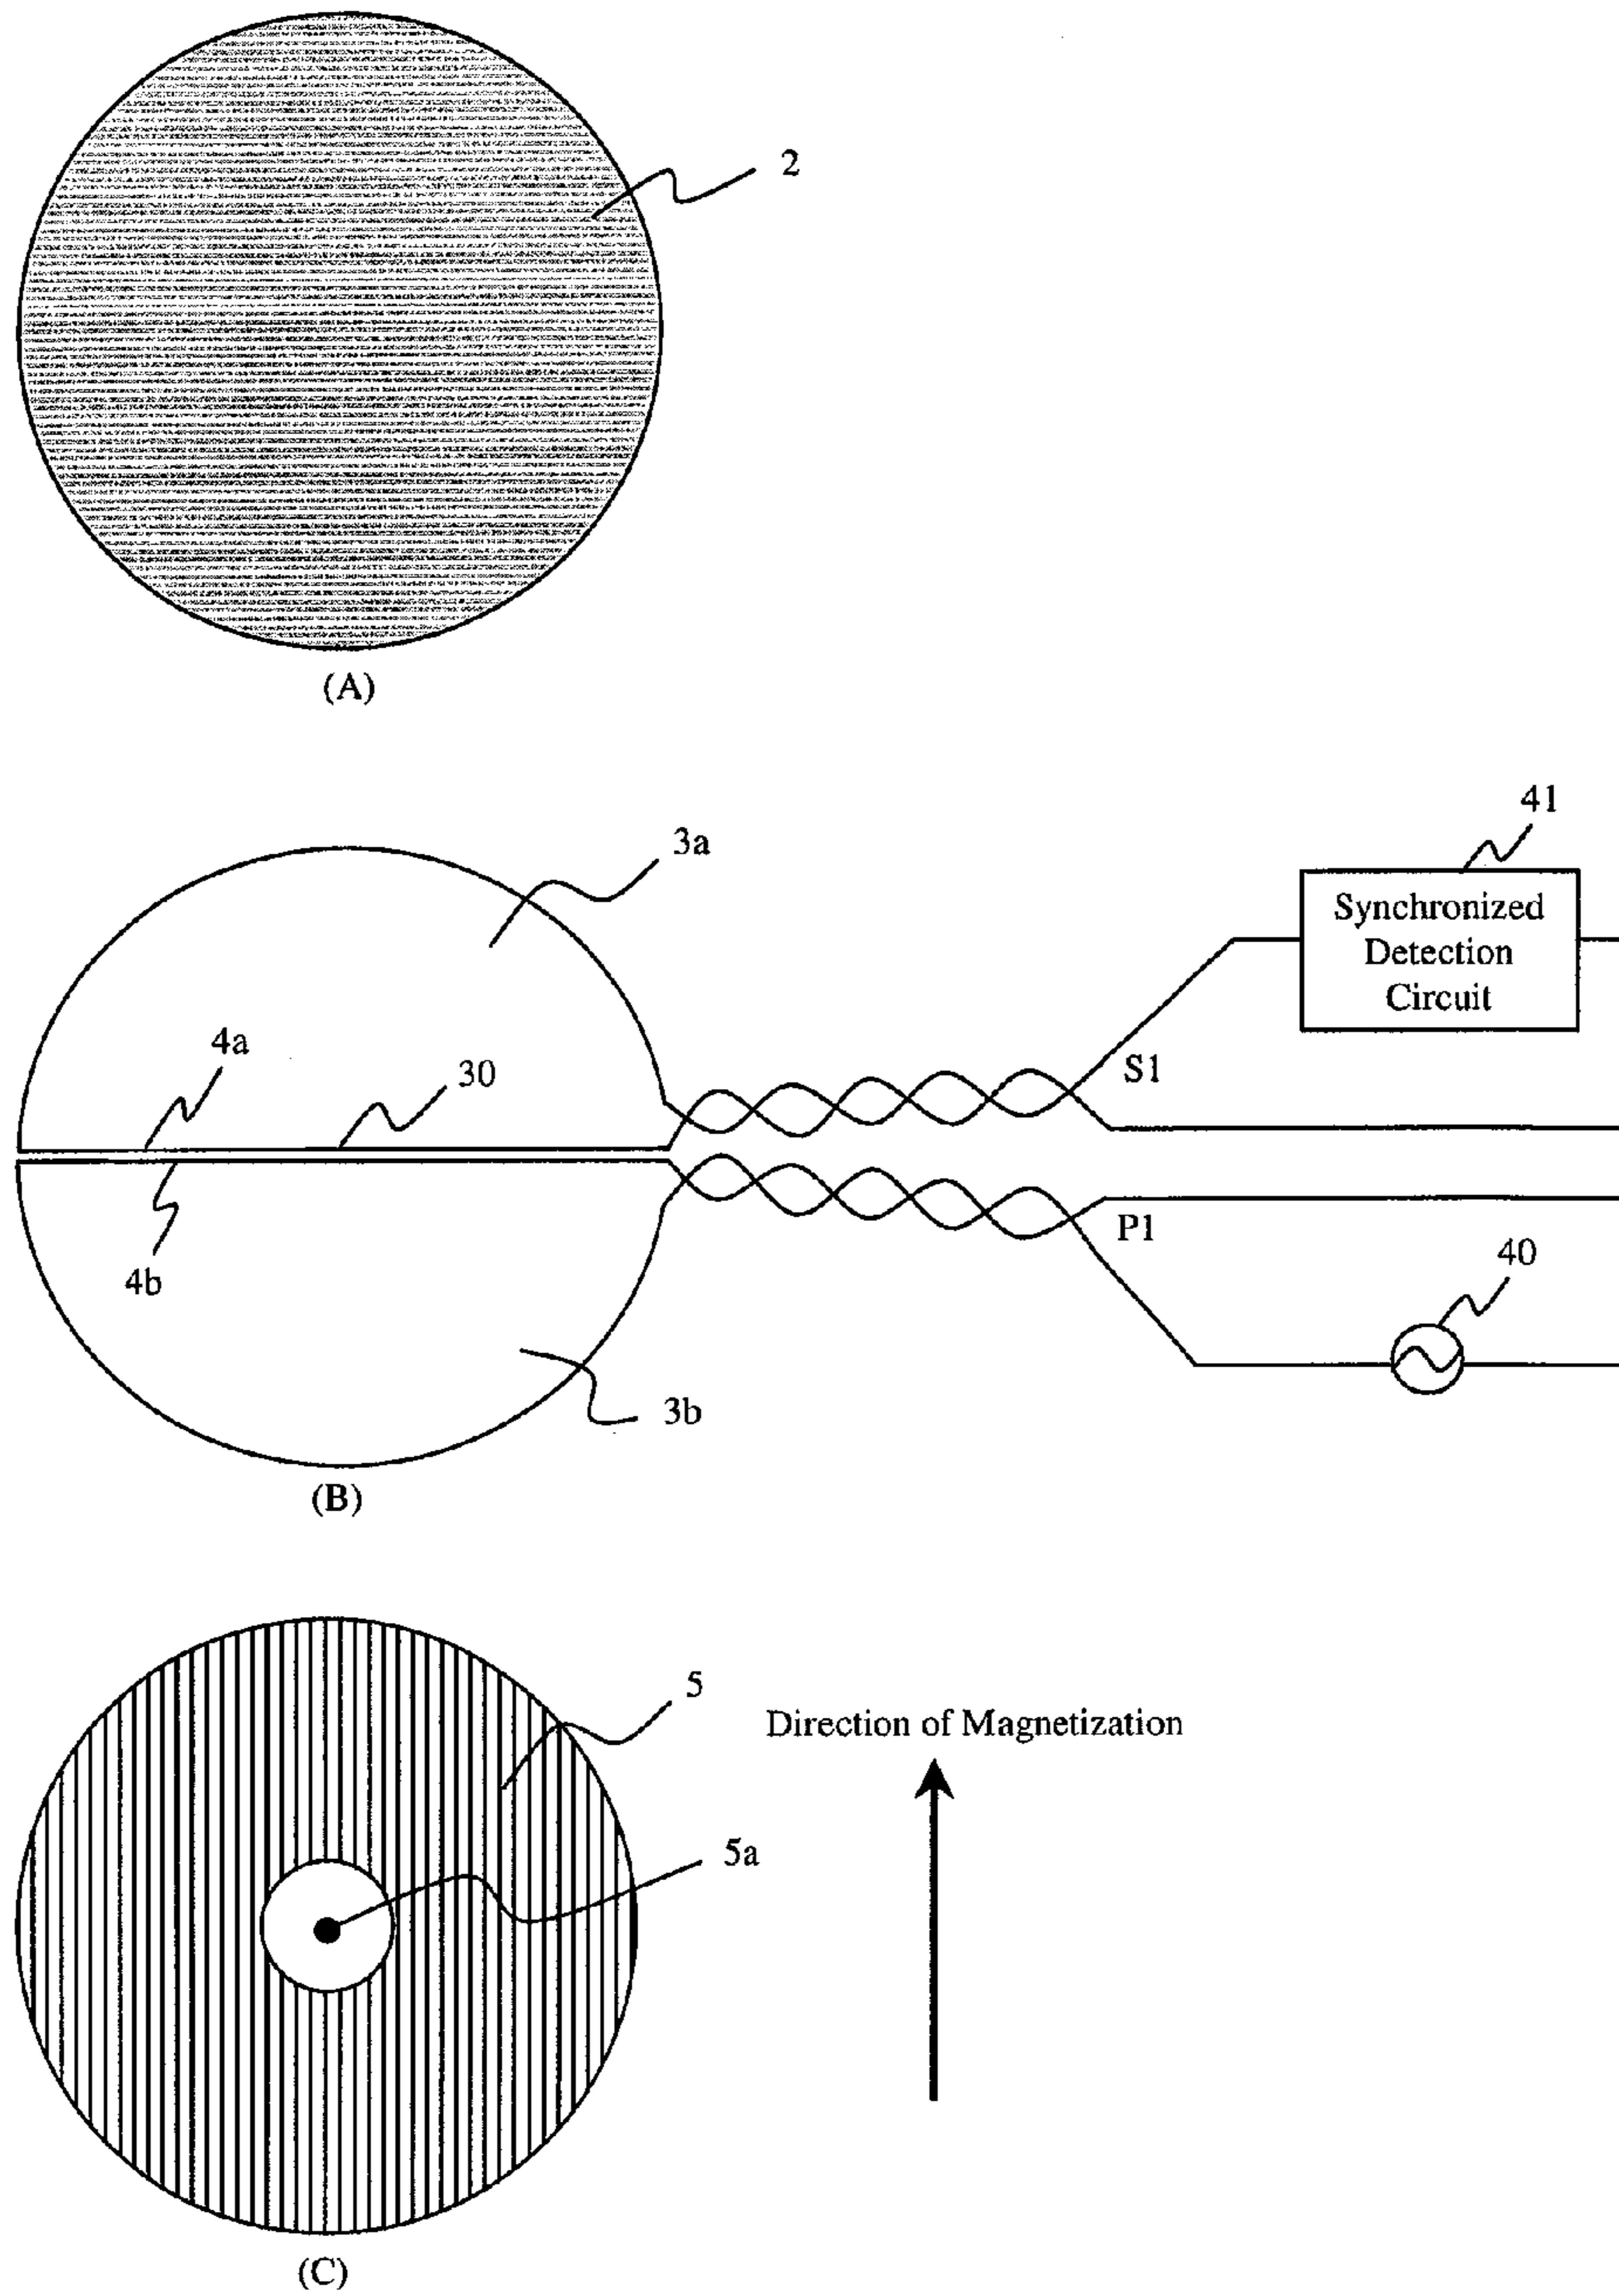 2
(A)
41
3a
Synchronized
Detection
Circuit
4a
30
S1
P1
4b
40
3b
(B)
5
Direction of Magnetization
5a
(C)